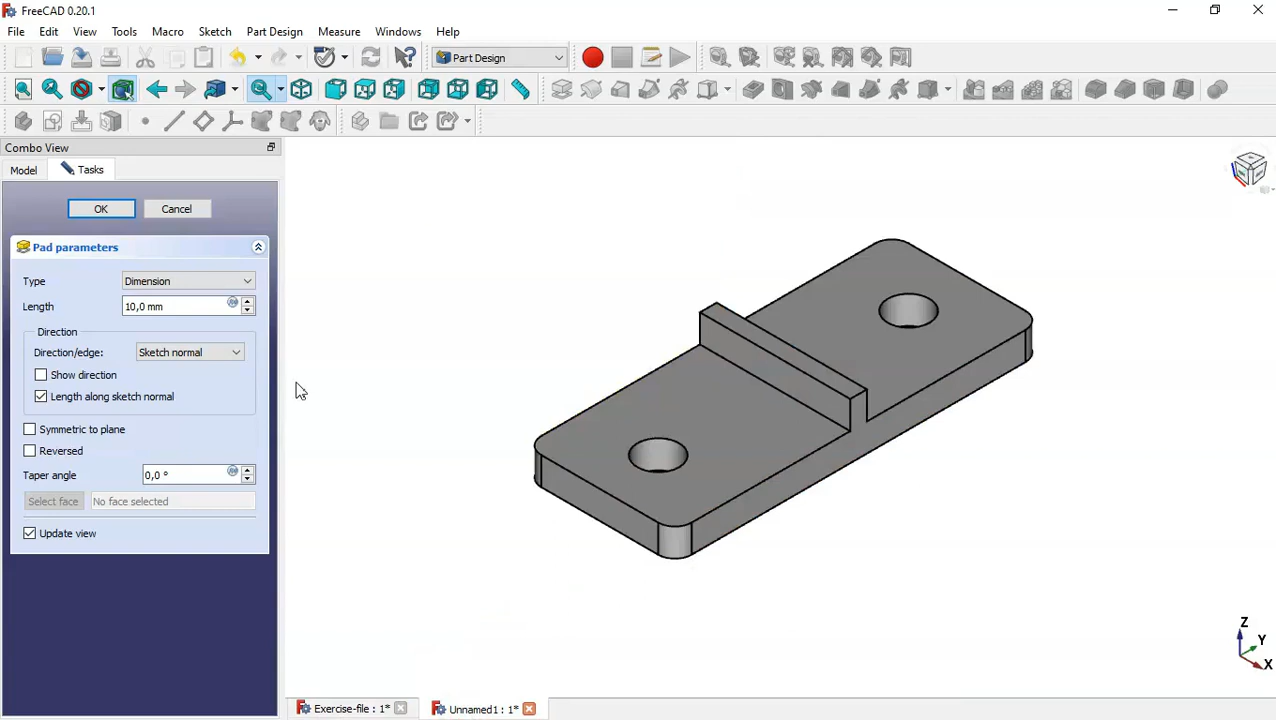 FreeCAD 0.20.1
File Edit View Tools Macro Sketch Part Design Measure Windows Help
Part Design
Combo View
Model Tasks
OK Cancel
Pad parameters
Type Dimension
Length 10,0 mm
Direction
Direction/edge: Sketch normal
Show direction
Length along sketch normal
Symmetric to plane
Reversed
Taper angle 0,0 °
Select face No face selected
Update view
Z
Y
X
Exercise-file : 1* Unnamed1 : 1*